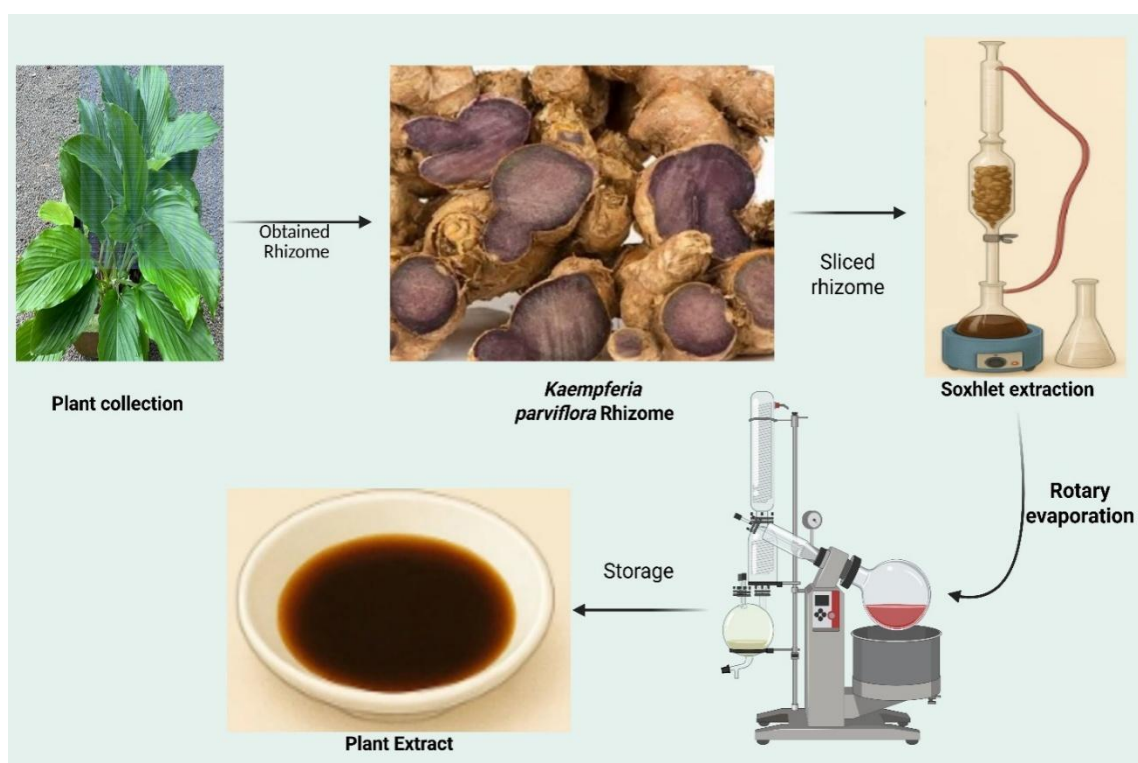 Obtained
Rhizome
Sliced
rhizome
Plant collection
Kaempferia
parviflora Rhizome
Soxhlet extraction
Rotary
evaporation
Storage
Plant Extract